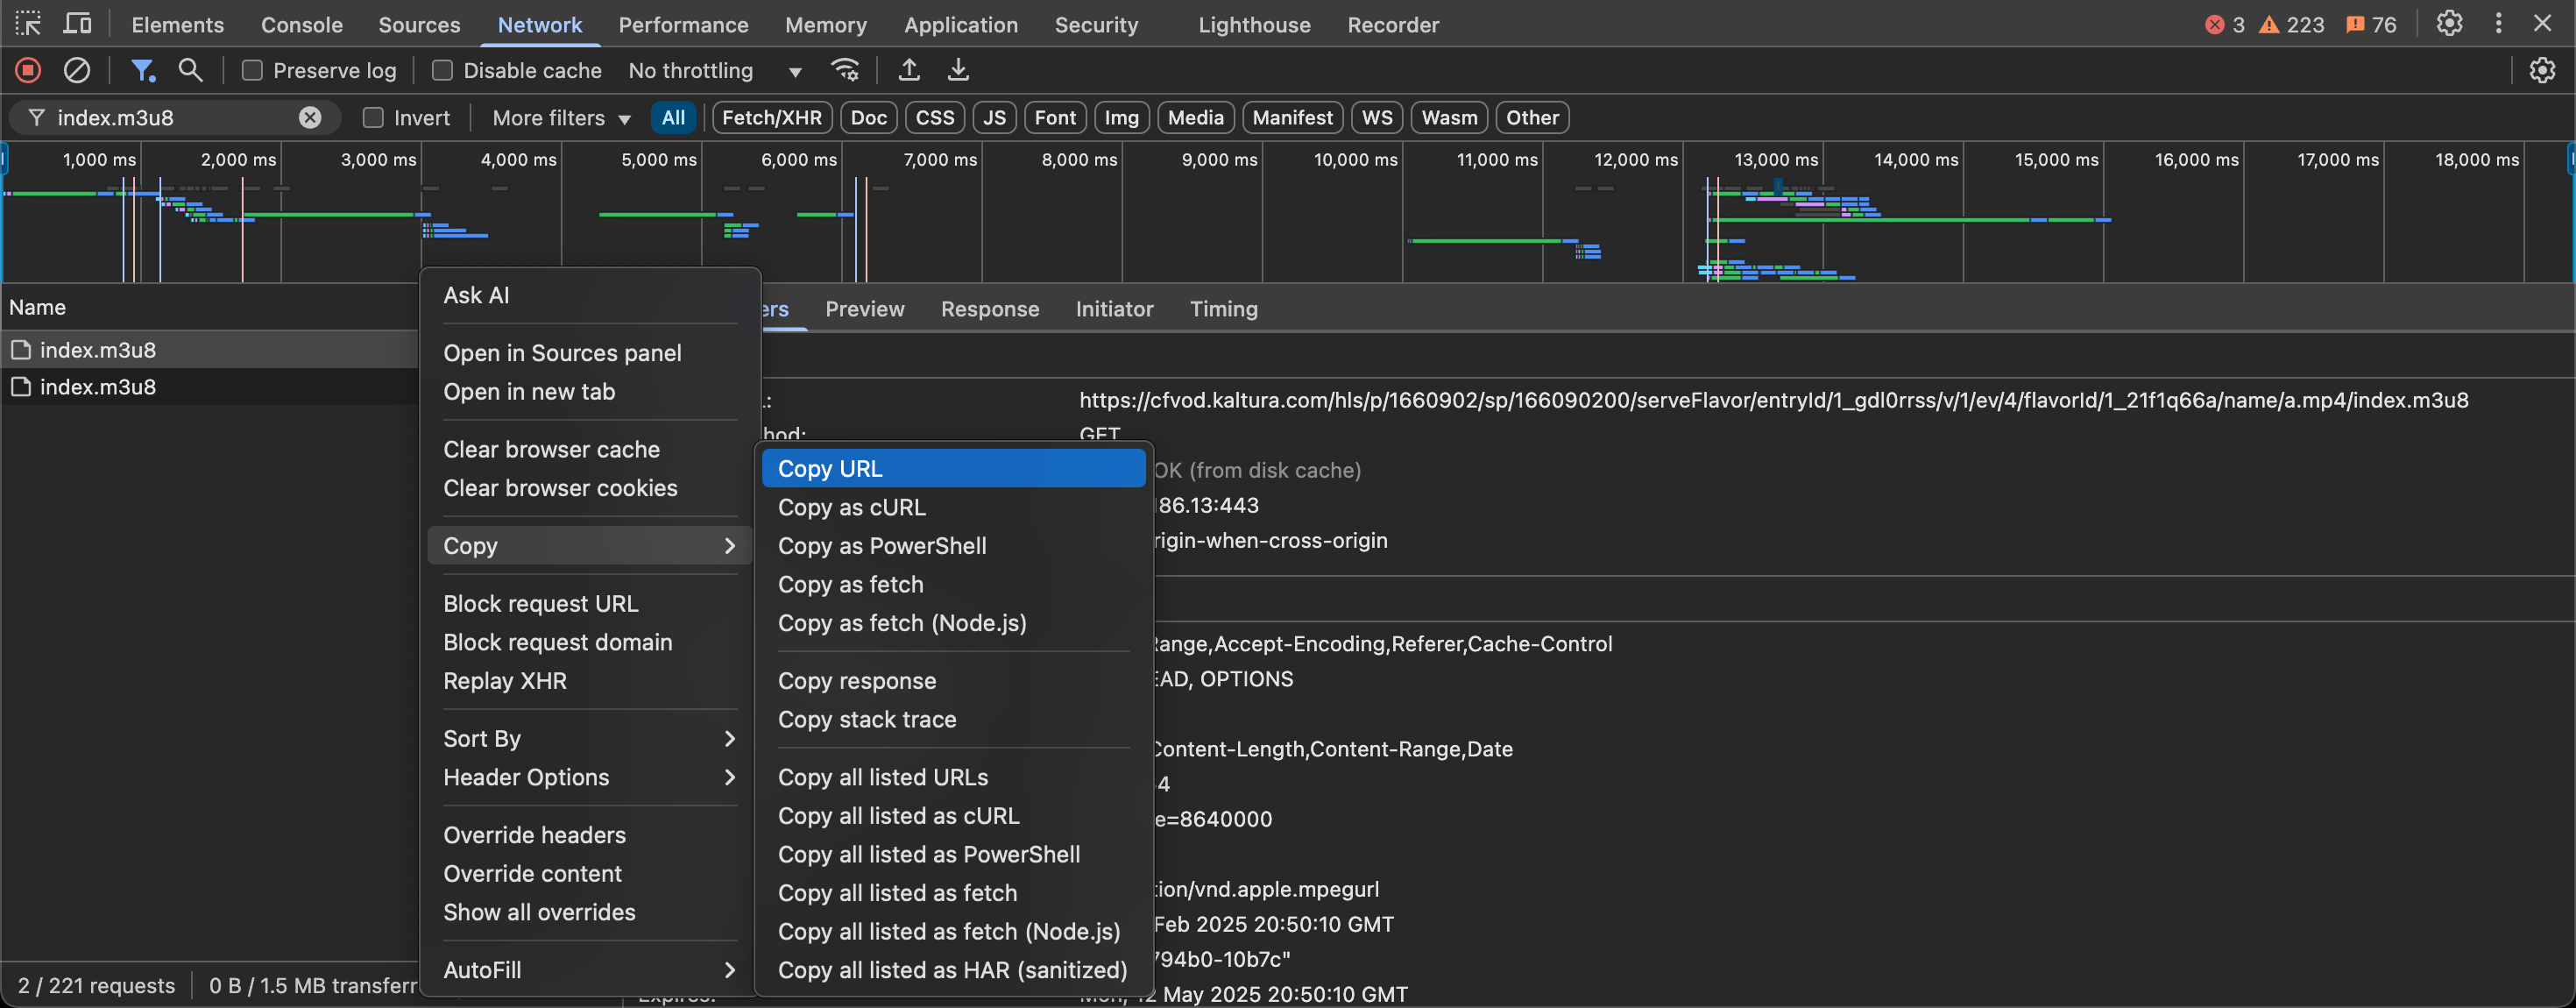 Elements Console Sources Network Performance Memory Application Security Lighthouse Recorder 3 223 76
Preserve log Disable cache No throttling
index.m3u8 Invert More filters All Fetch/XHR Doc CSS JS Font Img Media Manifest WS Wasm Other
1,000 ms 2,000 ms 3,000 ms 4,000 ms 5,000 ms 6,000 ms 7,000 ms 8,000 ms 9,000 ms 10,000 ms 11,000 ms 12,000 ms 13,000 ms 14,000 ms 15,000 ms 16,000 ms 17,000 ms 18,000 ms
Name
index.m3u8
index.m3u8
2 / 221 requests 0 B / 1.5 MB transferr
Ask AI
Open in Sources panel
Open in new tab
Clear browser cache
Clear browser cookies
Copy
Block request URL
Block request domain
Replay XHR
Sort By
Header Options
Override headers
Override content
Show all overrides
AutoFill
Copy URL
Copy as cURL
Copy as PowerShell
Copy as fetch
Copy as fetch (Node.js)
Copy response
Copy stack trace
Copy all listed URLs
Copy all listed as cURL
Copy all listed as PowerShell
Copy all listed as fetch
Copy all listed as fetch (Node.js)
Copy all listed as HAR (sanitized)
ers Preview Response Initiator Timing
L: https://cfvod.kaltura.com/hls/p/1660902/sp/166090200/serveFlavor/entryId/1_gdl0rrss/v/1/ev/4/flavorId/1_21f1q66a/name/a.mp4/index.m3u8
hod: GET
OK (from disk cache)
186.13:443
rigin-when-cross-origin
Range,Accept-Encoding,Referer,Cache-Control
EAD, OPTIONS
Content-Length,Content-Range,Date
4
e=8640000
tion/vnd.apple.mpegurl
Feb 2025 20:50:10 GMT
794b0-10b7c"
Expires: Mon, 12 May 2025 20:50:10 GMT